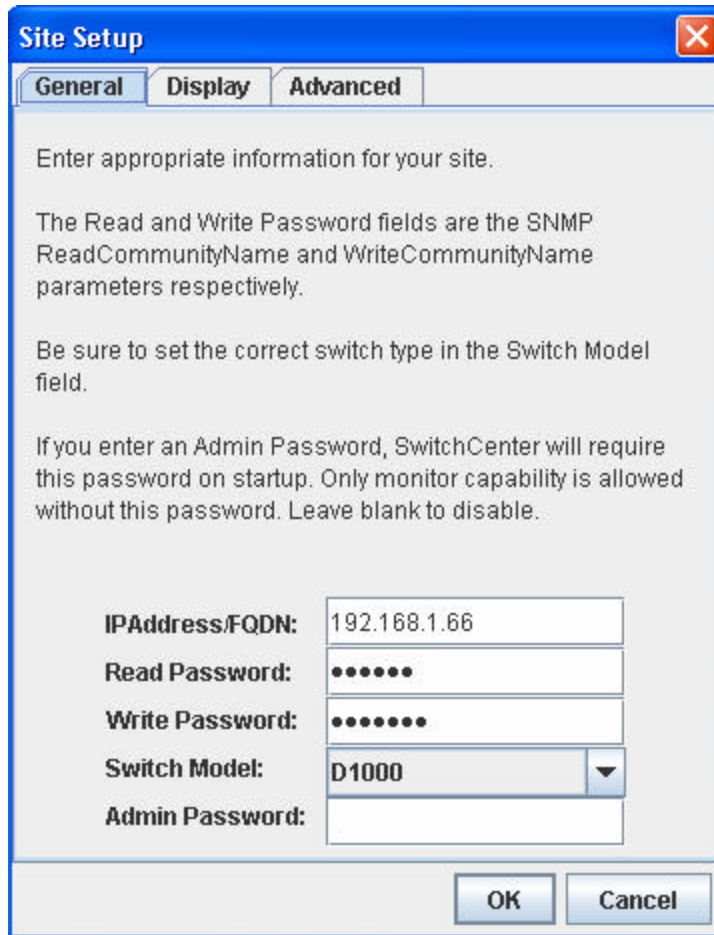 Site Setup
General Display Advanced
Enter appropriate information for your site.
The Read and Write Password fields are the SNMP
ReadCommunityName and WriteCommunityName
parameters respectively.
Be sure to set the correct switch type in the Switch Model
field.
If you enter an Admin Password, SwitchCenter will require
this password on startup. Only monitor capability is allowed
without this password. Leave blank to disable.
IPAddress/FQDN: 192.168.1.66
Read Password: ••••••
Write Password: •••••••
Switch Model: D1000
Admin Password:
OK Cancel